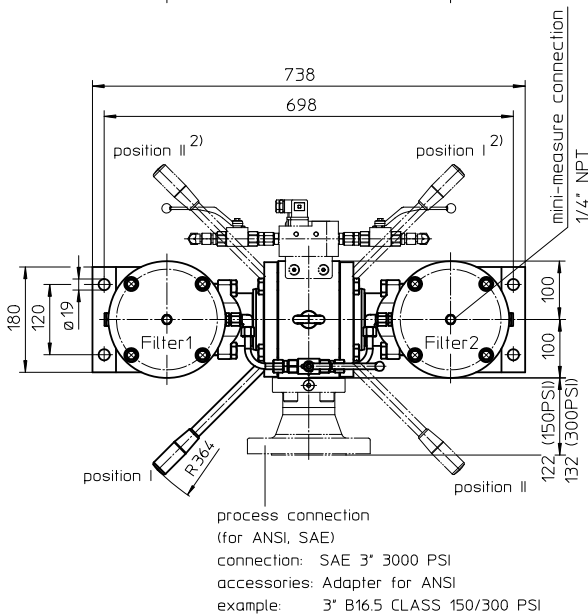 738
698
mini-measure connection
1/4" NPT
position II 2)
position I 2)
180
120
ø19
Filter1
Filter2
100
100
122 (150PSI)
132 (300PSI)
R364
position I
position II
process connection
(for ANSI, SAE)
connection: SAE 3" 3000 PSI
accessories: Adapter for ANSI
example: 3" B16.5 CLASS 150/300 PSI